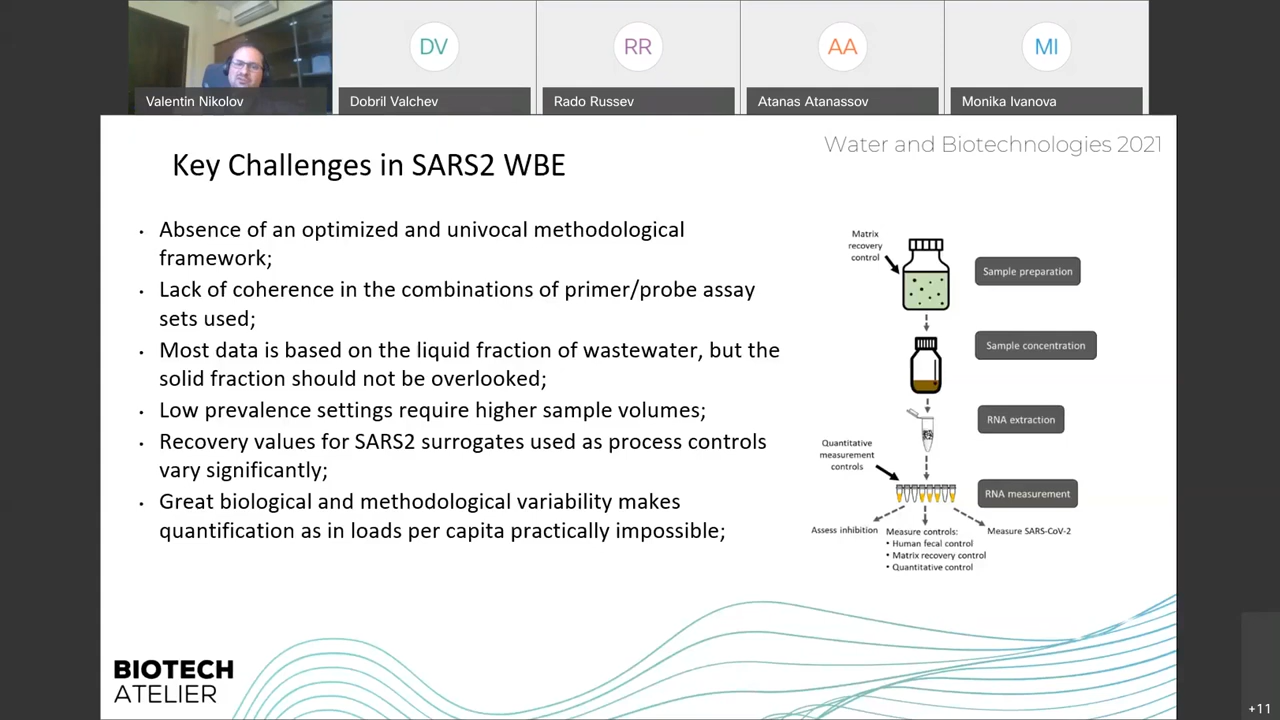 DV
RR
AA
MI
Valentin Nikolov
Dobril Valchev
Rado Russev
Atanas Atanassov
Monika Ivanova
Water and Biotechnologies 2021
Key Challenges in SARS2 WBE
• Absence of an optimized and univocal methodological
framework;
• Lack of coherence in the combinations of primer/probe assay
sets used;
• Most data is based on the liquid fraction of wastewater, but the
solid fraction should not be overlooked;
• Low prevalence settings require higher sample volumes;
• Recovery values for SARS2 surrogates used as process controls
vary significantly;
• Great biological and methodological variability makes
quantification as in loads per capita practically impossible;
Matrix
recovery
control
Sample preparation
Sample concentration
RNA extraction
Quantitative
measurement
controls
RNA measurement
Assess inhibition
Measure controls:
• Human fecal control
• Matrix recovery control
• Quantitative control
Measure SARS-CoV-2
BIOTECH
ATELIER
+11